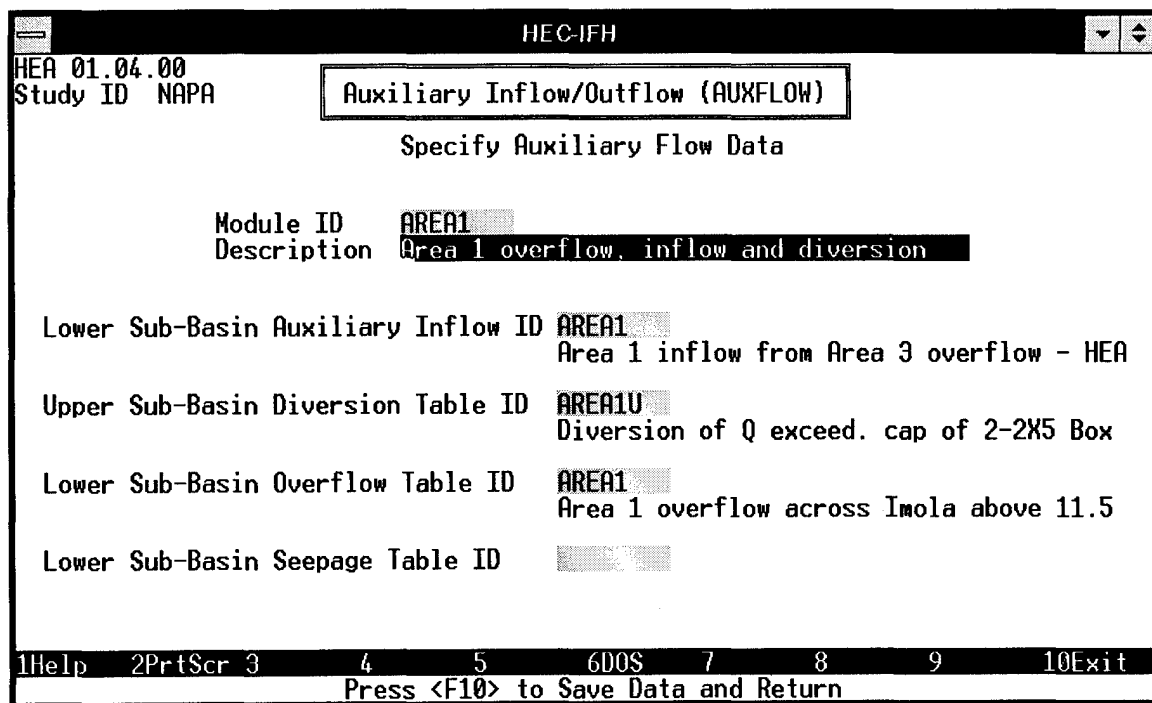 HEC-IFH
HEA 01.04.00
Study ID NAPA
Auxiliary Inflow/Outflow (AUXFLOW)
Specify Auxiliary Flow Data
Module ID AREA1
Description Area 1 overflow, inflow and diversion
Lower Sub-Basin Auxiliary Inflow ID AREA1
Area 1 inflow from Area 3 overflow - HEA
Upper Sub-Basin Diversion Table ID AREA1U
Diversion of Q exceed. cap of 2-2X5 Box
Lower Sub-Basin Overflow Table ID AREA1
Area 1 overflow across Imola above 11.5
Lower Sub-Basin Seepage Table ID
1Help 2PrtScr 3 4 5 6DOS 7 8 9 10Exit
Press <F10> to Save Data and Return